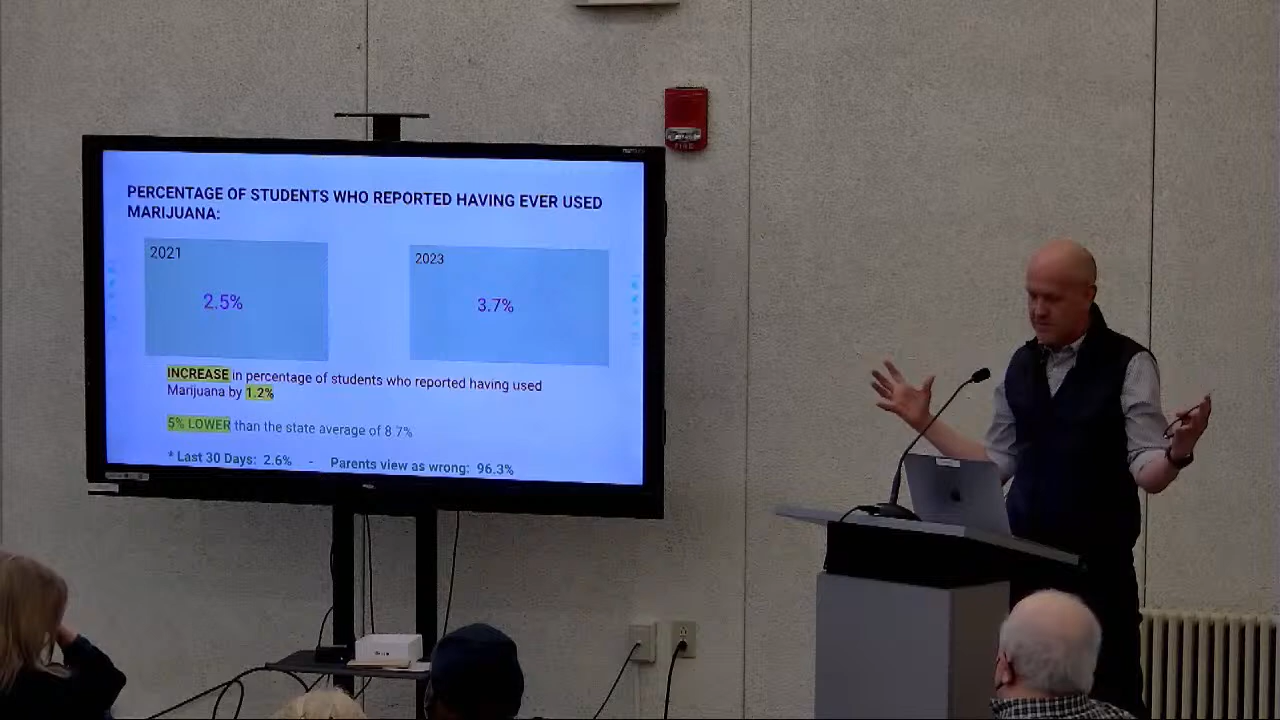 PERCENTAGE OF STUDENTS WHO REPORTED HAVING EVER USED
MARIJUANA:
2021
2.5%
2023
3.7%
INCREASE in percentage of students who reported having used
Marijuana by 1.2%
5% LOWER than the state average of 8.7%
* Last 30 Days: 2.6% - Parents view as wrong: 96.3%
FIRE